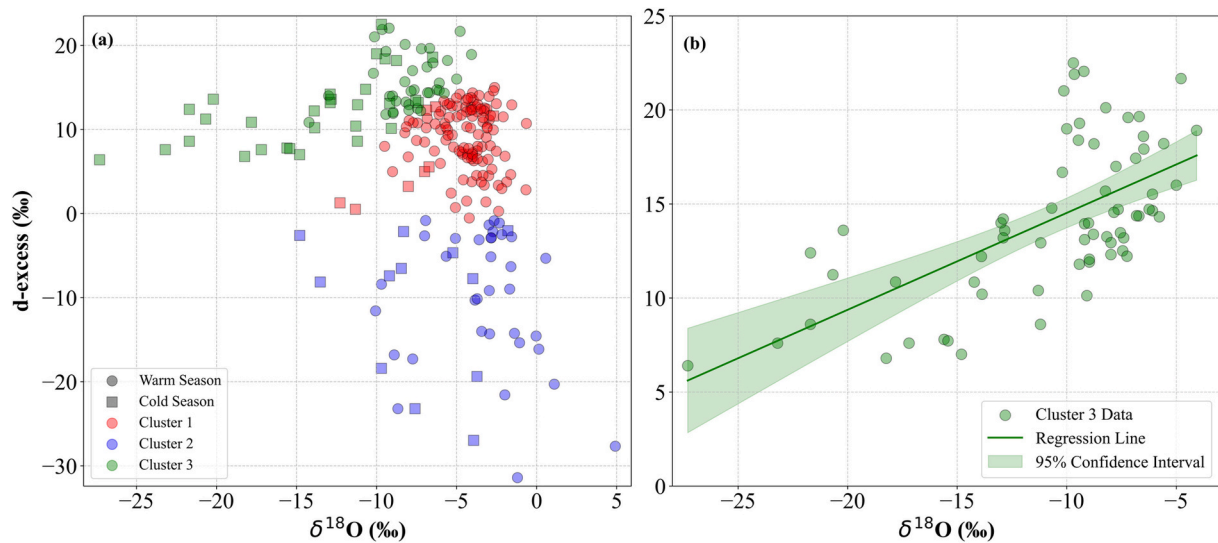 (a)
20
10
0
−10
−20
−30
d-excess (‰)
Warm Season
Cold Season
Cluster 1
Cluster 2
Cluster 3
−25 −20 −15 −10 −5 0 5
δ¹⁸O (‰)
(b)
25
20
15
10
5
0
Cluster 3 Data
Regression Line
95% Confidence Interval
−25 −20 −15 −10 −5
δ¹⁸O (‰)